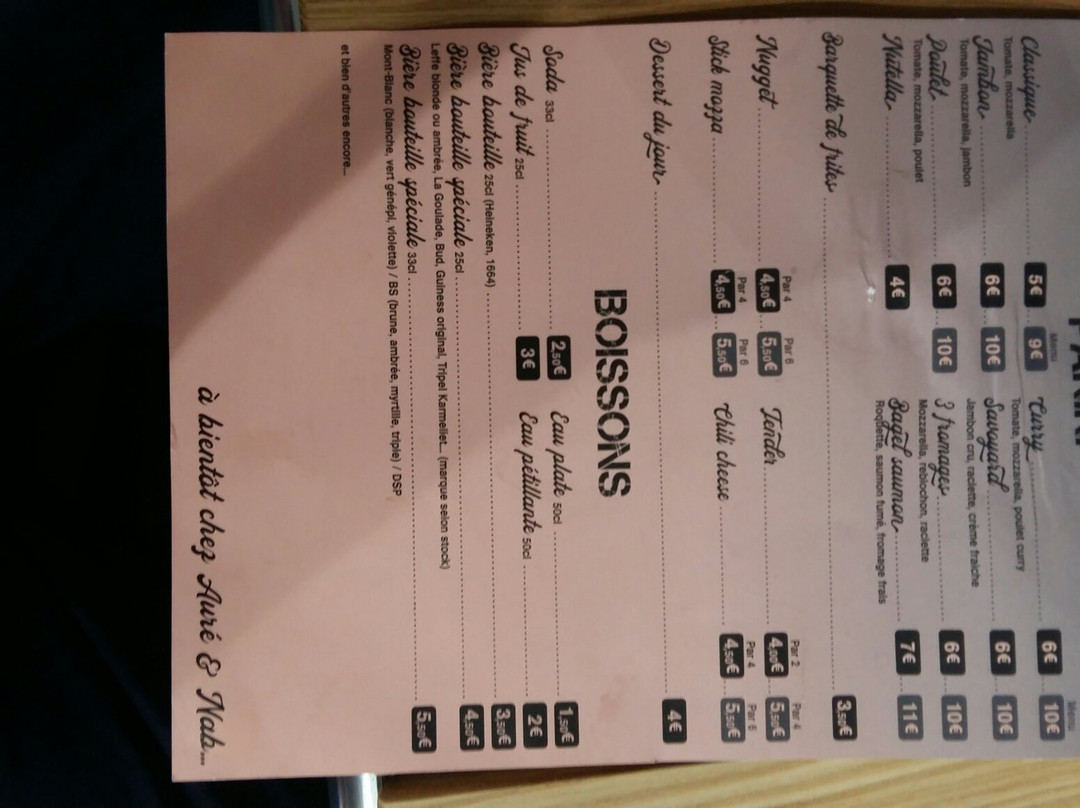 Menu
Classique 5€ 9€
Tomate, mozzarella
Jambon 6€ 10€
Tomate, mozzarella, jambon
Poulet 6€ 10€
Tomate, mozzarella, poulet
Nutella 4€
Menu
Curry 6€ 10€
Tomate, mozzarella, poulet curry
Savoyard 6€ 10€
Jambon cru, raclette, crème fraîche
3 fromages 6€ 10€
Mozzarella, reblochon, raclette
Bagel saumon 7€ 11€
Roquette, saumon fumé, fromage frais
Barquette de frites 3,50€
Par 4 Par 6
Nugget 4,50€ 5,50€
Par 2 Par 4
Tender 4,00€ 5,50€
Par 4 Par 6
Stick mozza 4,50€ 5,50€
Par 4 Par 6
Chili cheese 4,50€ 5,50€
Dessert du jour 4€
BOISSONS
Soda 33cl 2,50€
Eau plate 50cl 1,50€
Jus de fruit 25cl 3€
Eau pétillante 50cl 2€
Bière bouteille 25cl (Heineken, 1664) 3,50€
Bière bouteille spéciale 25cl 4,50€
Leffe blonde ou ambrée, La Goulade, Bud, Guiness original, Tripel Karmeliet... (marque selon stock)
Bière bouteille spéciale 33cl 5,50€
Mont-Blanc (blanche, vert génépi, violette) / BS (brune, ambrée, myrtille, triple) / DSP
et bien d'autres encore...
à bientôt chez Auré & Nab...